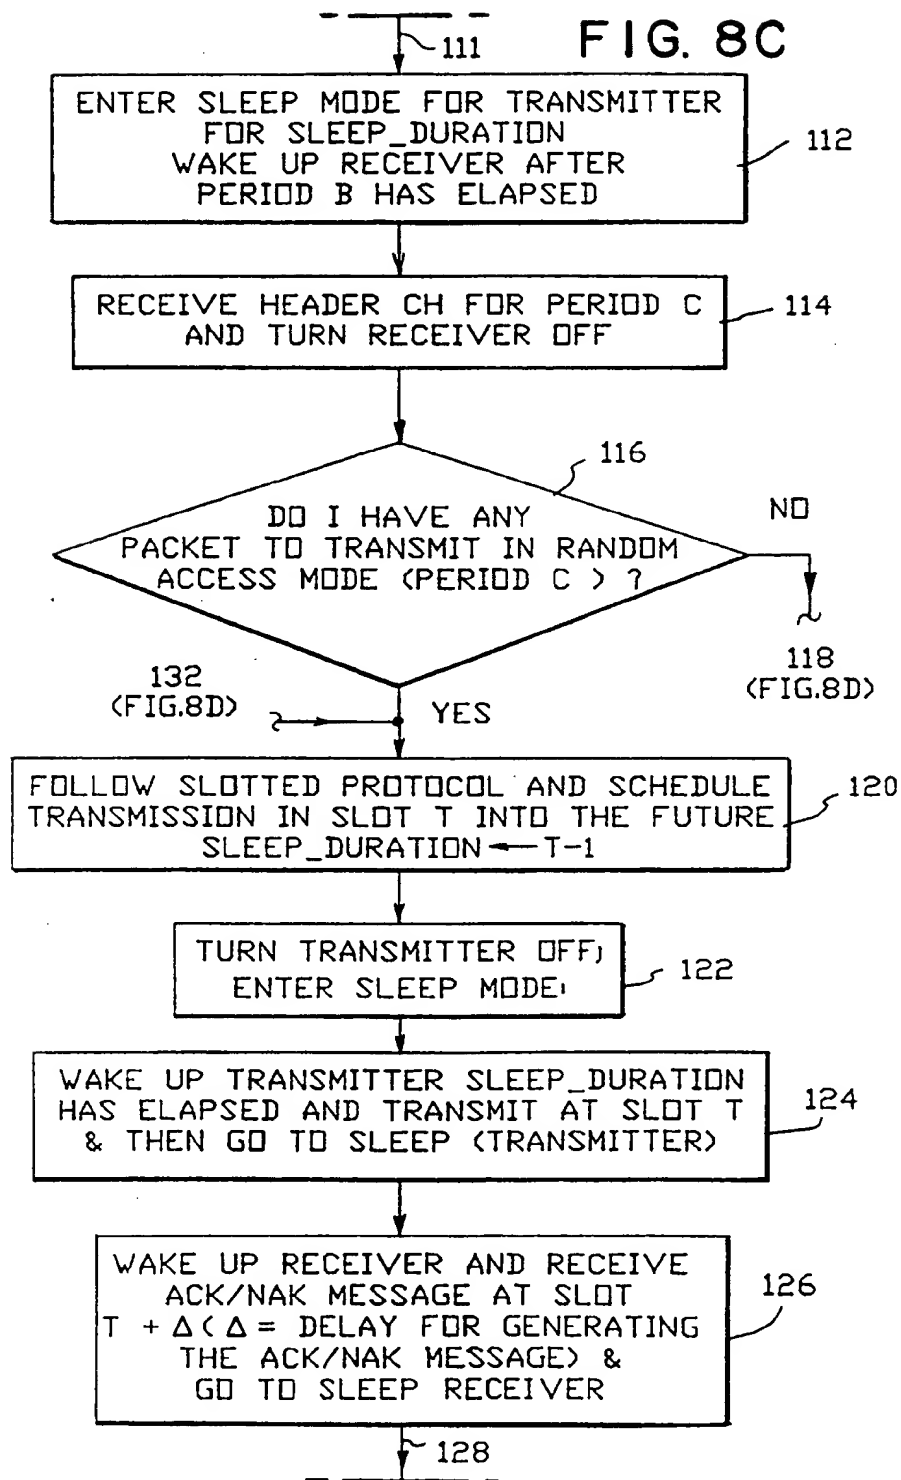 FIG. 8C
111
ENTER SLEEP MODE FOR TRANSMITTER
FOR SLEEP_DURATION
WAKE UP RECEIVER AFTER
PERIOD B HAS ELAPSED
112
RECEIVE HEADER CH FOR PERIOD C
AND TURN RECEIVER OFF
114
116
DO I HAVE ANY
PACKET TO TRANSMIT IN RANDOM
ACCESS MODE (PERIOD C ) ?
NO
118
(FIG.8D)
132
(FIG.8D)
YES
FOLLOW SLOTTED PROTOCOL AND SCHEDULE
TRANSMISSION IN SLOT T INTO THE FUTURE
SLEEP_DURATION ← T-1
120
TURN TRANSMITTER OFF;
ENTER SLEEP MODE;
122
WAKE UP TRANSMITTER SLEEP_DURATION
HAS ELAPSED AND TRANSMIT AT SLOT T
& THEN GO TO SLEEP (TRANSMITTER)
124
WAKE UP RECEIVER AND RECEIVE
ACK/NAK MESSAGE AT SLOT
T + Δ ( Δ = DELAY FOR GENERATING
THE ACK/NAK MESSAGE) &
GO TO SLEEP RECEIVER
126
128